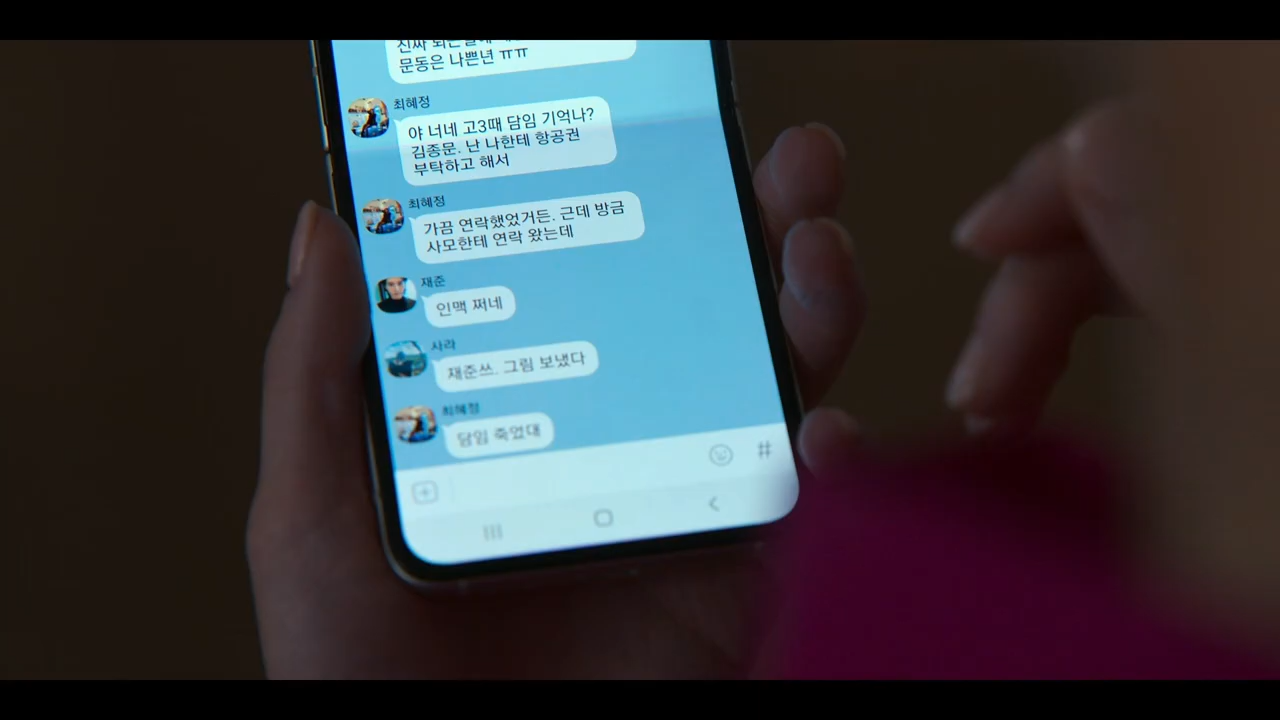 문동은 나쁜년 ㅠㅠ
최혜정
야 너네 고3때 담임 기억나?
김종문. 난 나한테 항공권
부탁하고 해서
최혜정
가끔 연락했었거든. 근데 방금
사모한테 연락 왔는데
재준
인맥 쩌네
사라
재준쓰. 그림 보냈다
최혜정
담임 죽었대
#